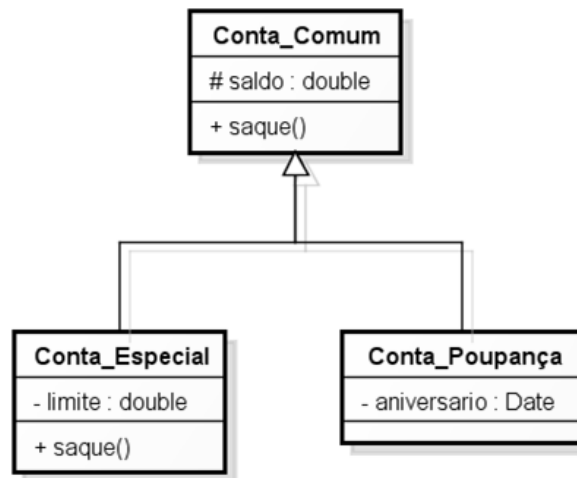 Conta_Comum
# saldo : double
+ saque()
Conta_Especial
- limite : double
+ saque()
Conta_Poupança
- aniversario : Date